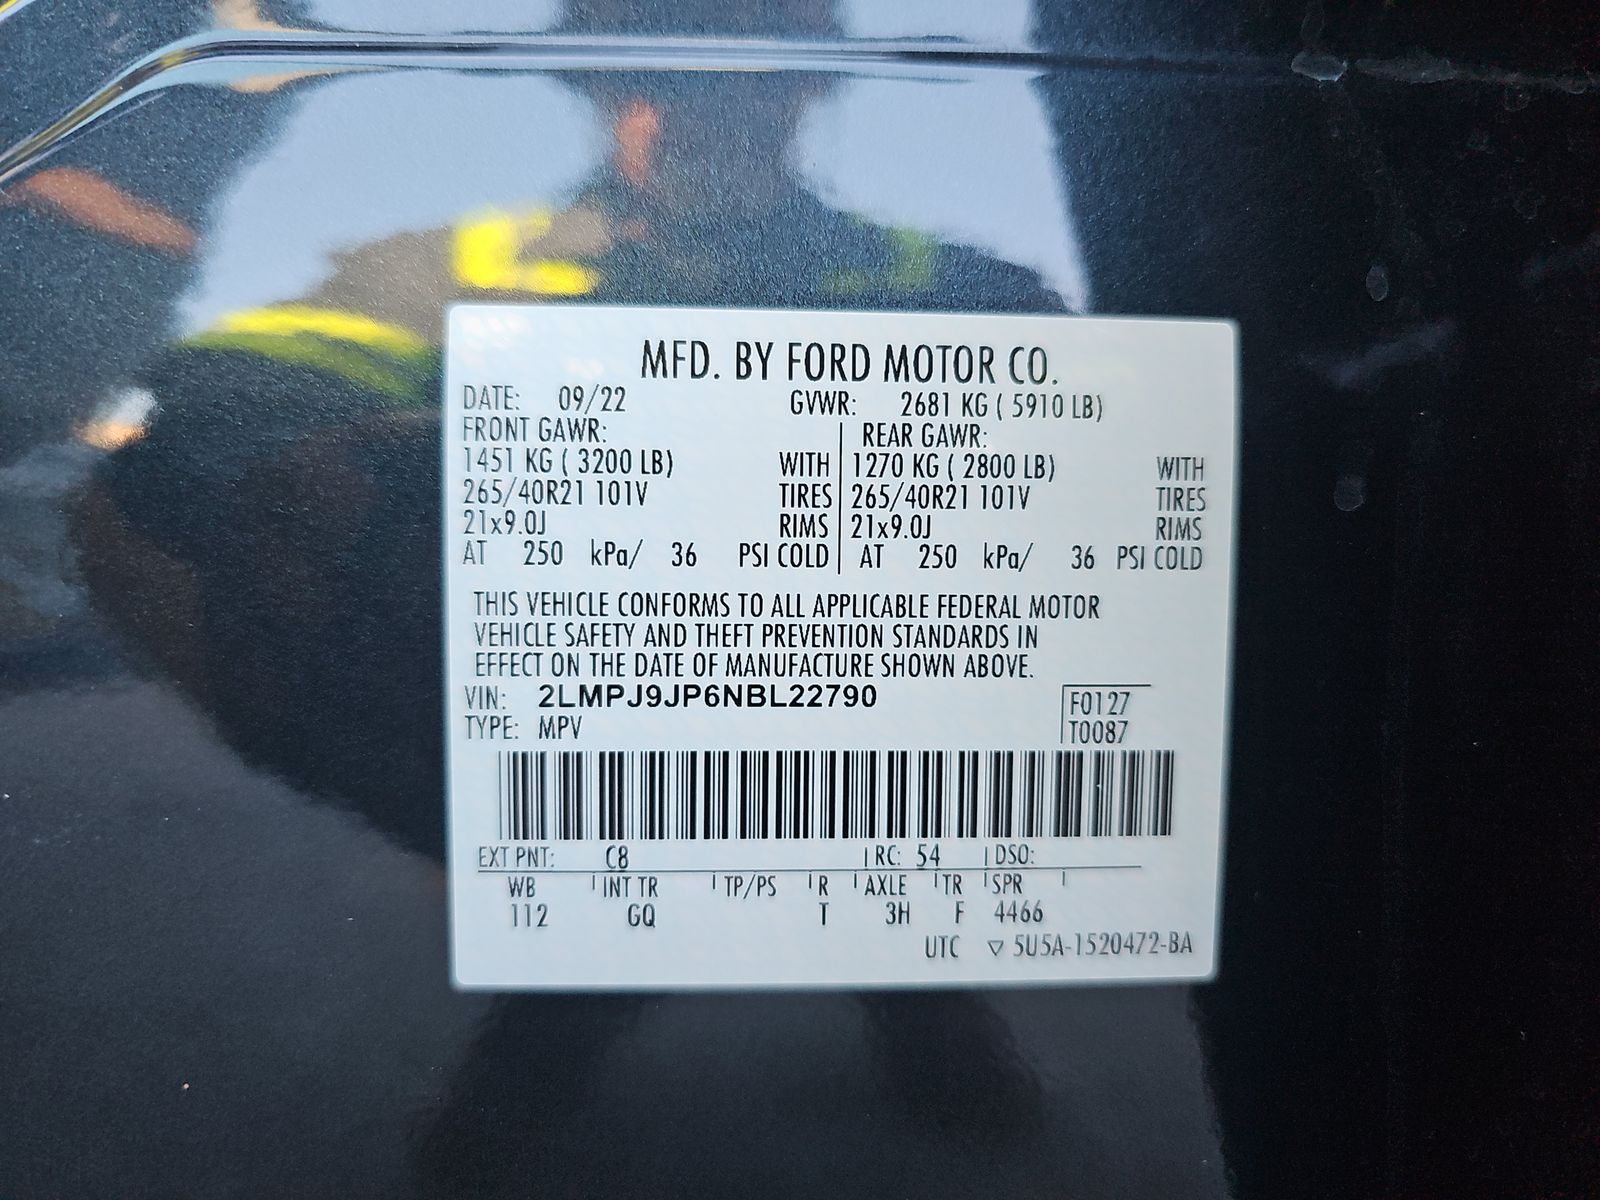 MFD. BY FORD MOTOR CO.
DATE: 09/22 GVWR: 2681 KG ( 5910 LB)
FRONT GAWR: REAR GAWR:
1451 KG ( 3200 LB) WITH 1270 KG ( 2800 LB) WITH
265/40R21 101V TIRES 265/40R21 101V TIRES
21x9.0J RIMS 21x9.0J RIMS
AT 250 kPa/ 36 PSI COLD AT 250 kPa/ 36 PSI COLD
THIS VEHICLE CONFORMS TO ALL APPLICABLE FEDERAL MOTOR
VEHICLE SAFETY AND THEFT PREVENTION STANDARDS IN
EFFECT ON THE DATE OF MANUFACTURE SHOWN ABOVE.
VIN: 2LMPJ9JP6NBL22790 F0127
TYPE: MPV T0087
EXT PNT: C8 RC: 54 DSO:
WB INT TR TP/PS R AXLE TR SPR
112 GQ T 3H F 4466
UTC ▽ 5U5A-1520472-BA